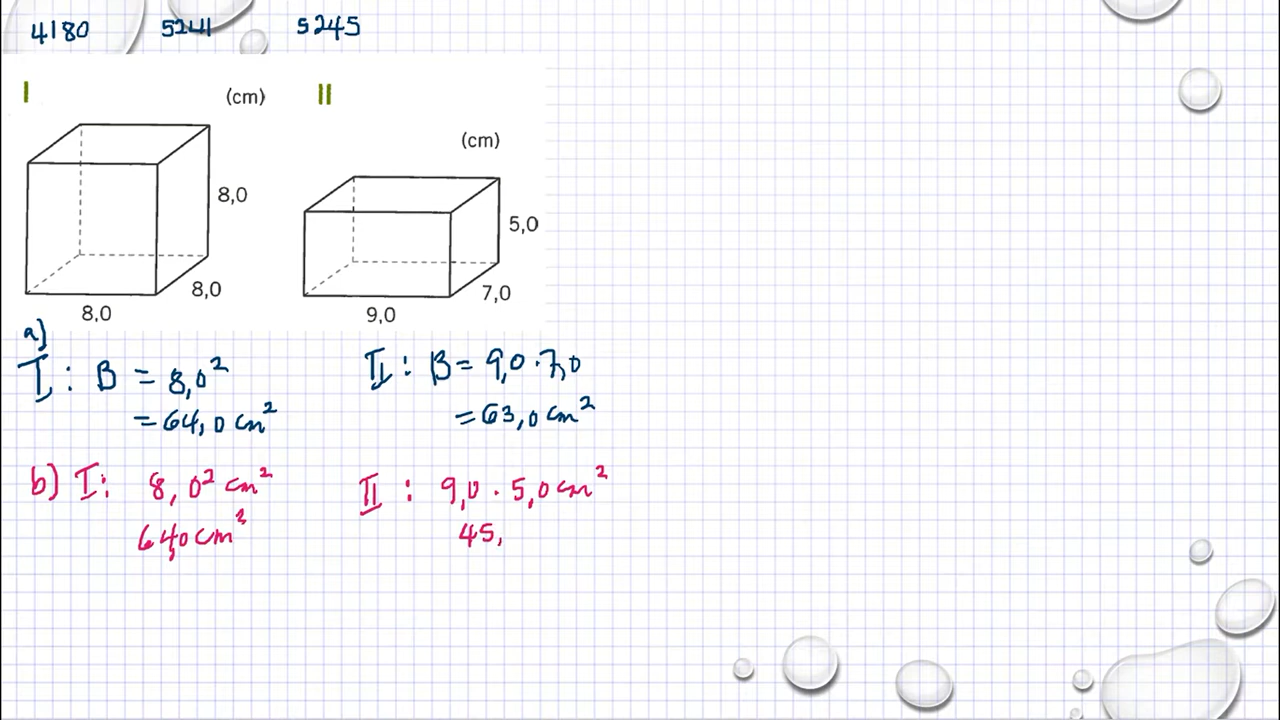 4180 5241 5245
I (cm) II
(cm)
8,0
5,0
8,0
7,0
8,0
9,0
a)
I : B = 8,0²
= 64,0 cm²
II : B = 9,0 · 7,0
= 63,0 cm²
b) I : 8,0² cm²
64,0 cm²
II : 9,0 · 5,0 cm²
45,